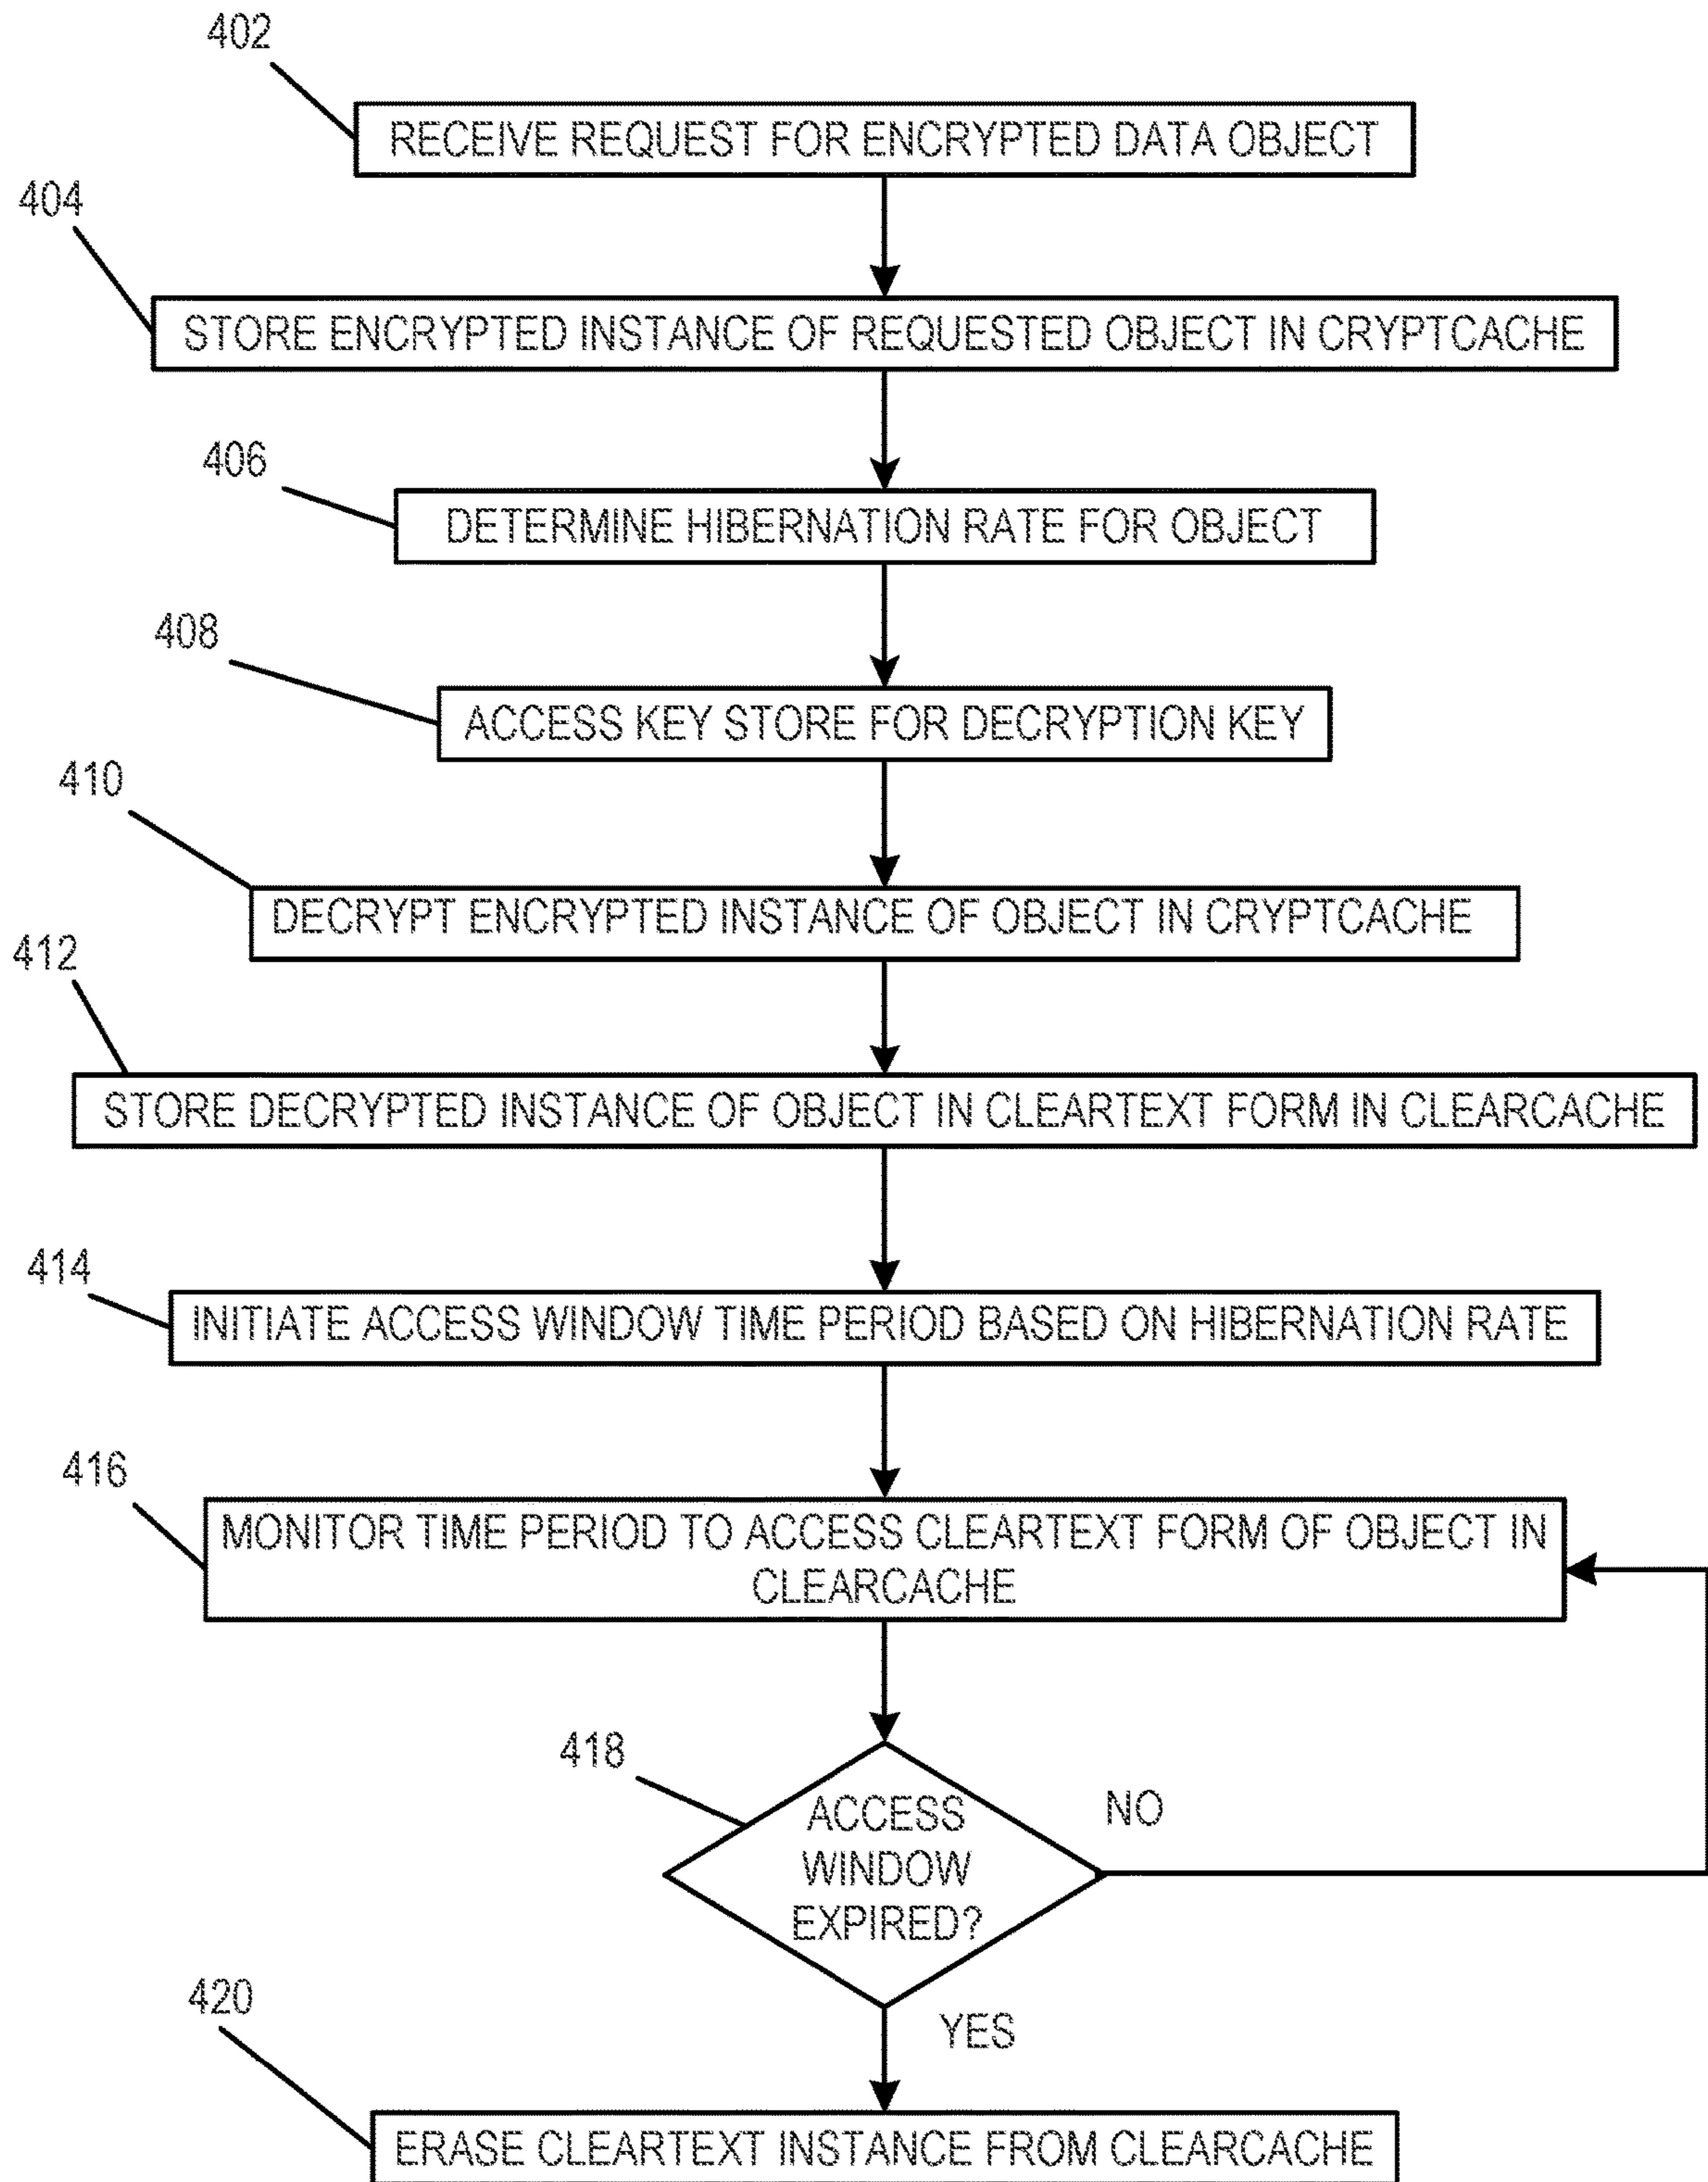 402
RECEIVE REQUEST FOR ENCRYPTED DATA OBJECT
404
STORE ENCRYPTED INSTANCE OF REQUESTED OBJECT IN CRYPTCACHE
406
DETERMINE HIBERNATION RATE FOR OBJECT
408
ACCESS KEY STORE FOR DECRYPTION KEY
410
DECRYPT ENCRYPTED INSTANCE OF OBJECT IN CRYPTCACHE
412
STORE DECRYPTED INSTANCE OF OBJECT IN CLEARTEXT FORM IN CLEARCACHE
414
INITIATE ACCESS WINDOW TIME PERIOD BASED ON HIBERNATION RATE
416
MONITOR TIME PERIOD TO ACCESS CLEARTEXT FORM OF OBJECT IN
CLEARCACHE
418
ACCESS
WINDOW
EXPIRED?
NO
YES
420
ERASE CLEARTEXT INSTANCE FROM CLEARCACHE